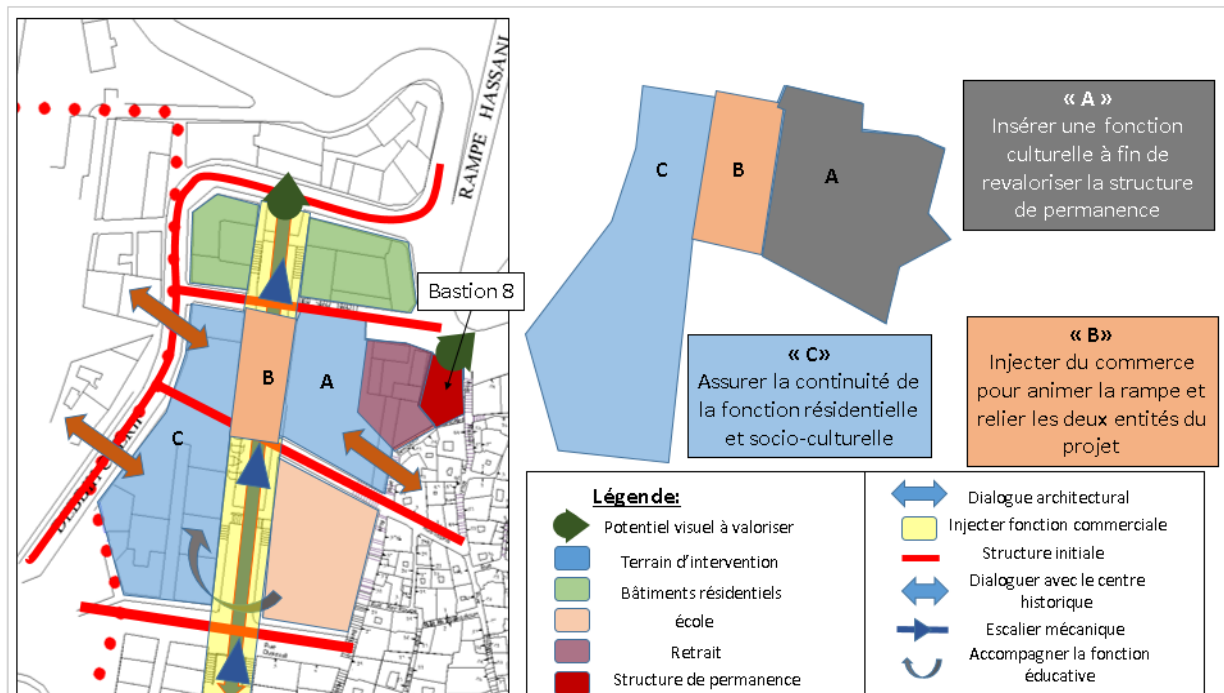 RAMPE HASSANI
Bastion 8
B
A
C
C
B
A
« A »
Insérer une fonction
culturelle à fin de
revaloriser la structure
de permanence
« C»
Assurer la continuité de
la fonction résidentielle
et socio-culturelle
« B»
Injecter du commerce
pour animer la rampe et
relier les deux entités du
projet
Légende:
Potentiel visuel à valoriser
Terrain d'intervention
Bâtiments résidentiels
école
Retrait
Structure de permanence
Dialogue architectural
Injecter fonction commerciale
Structure initiale
Dialoguer avec le centre
historique
Escalier mécanique
Accompagner la fonction
éducative